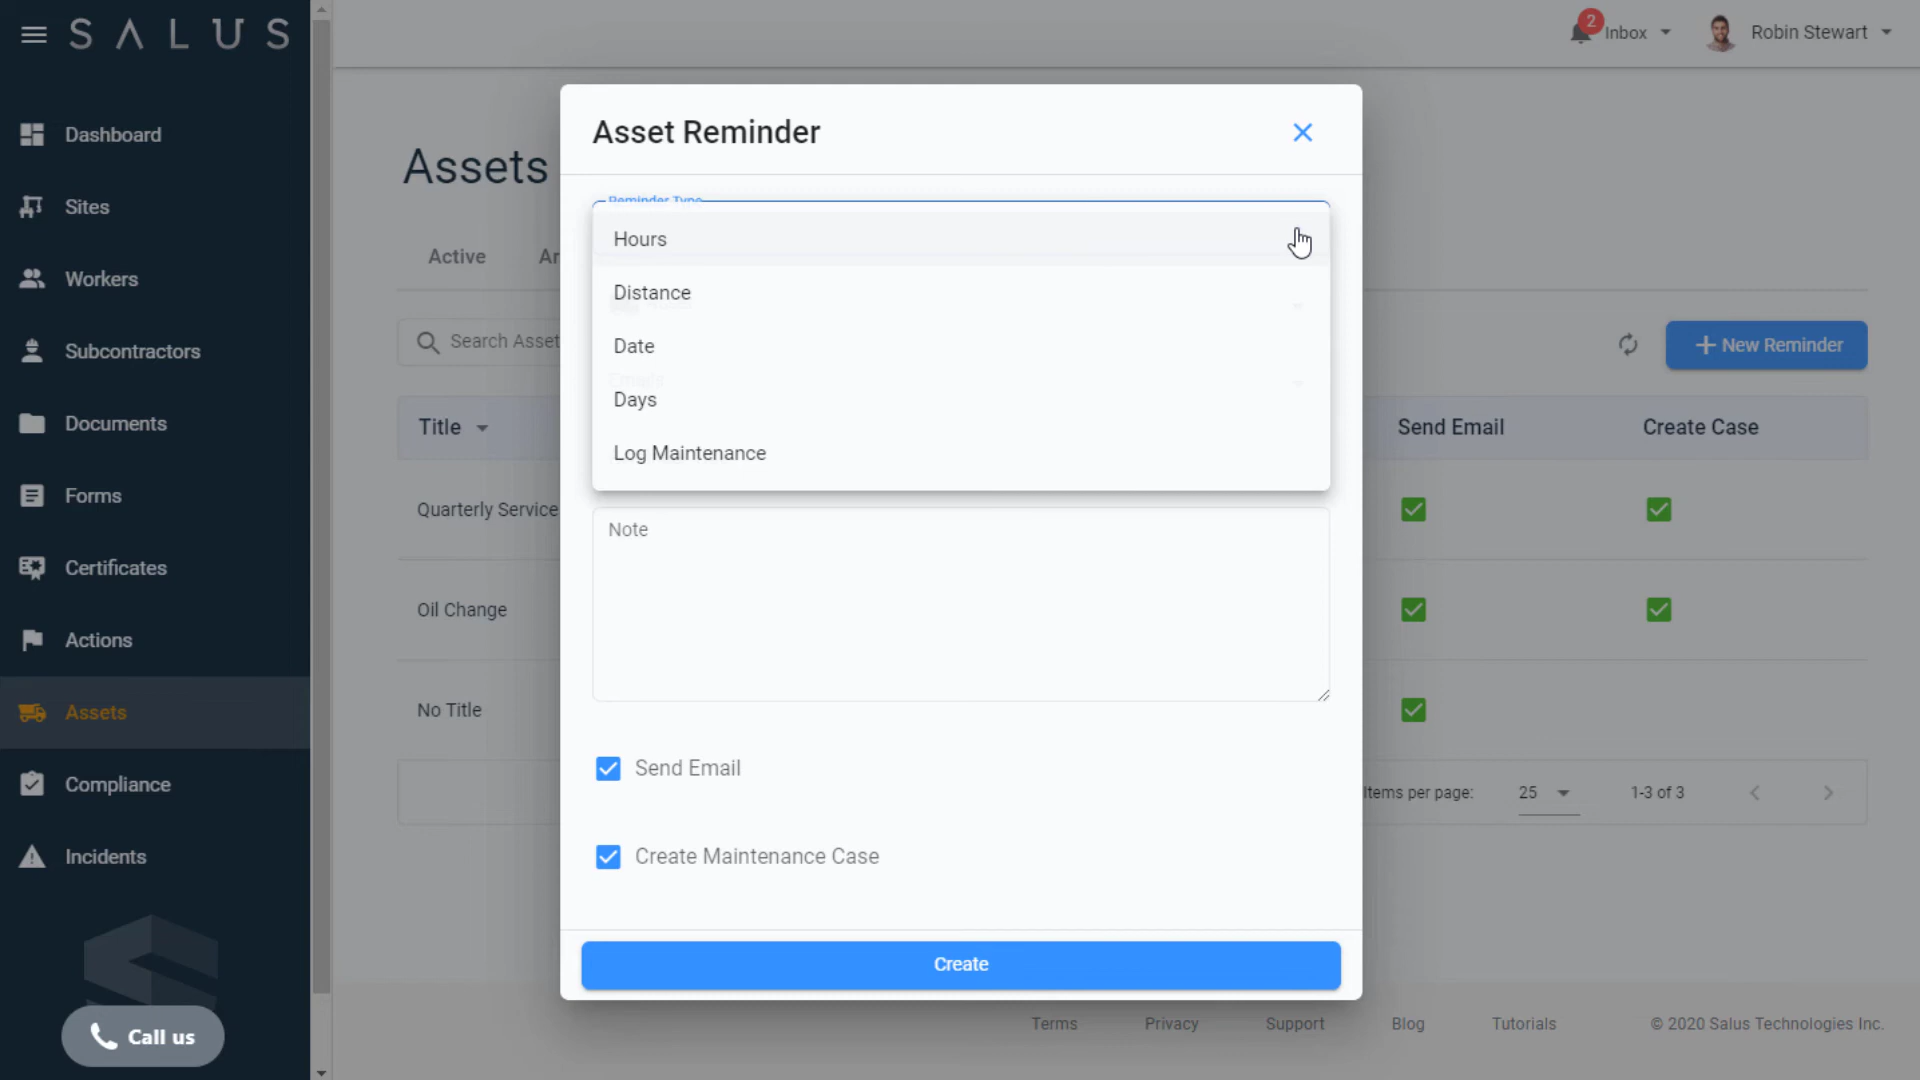 SALUS
2
Inbox
Robin Stewart
Dashboard
Sites
Workers
Subcontractors
Documents
Forms
Certificates
Actions
Assets
Compliance
Incidents
Call us
Assets
Active
Ar
Search Asset
New Reminder
Title
Send Email
Create Case
Quarterly Service
Oil Change
No Title
Items per page:
25
1-3 of 3
Asset Reminder
Reminder Type
Hours
Distance
Date
Emails
Days
Log Maintenance
Note
Send Email
Create Maintenance Case
Create
Terms
Privacy
Support
Blog
Tutorials
© 2020 Salus Technologies Inc.